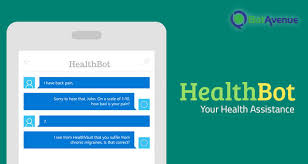 BotAvenue
HealthBot
I have back pain.
Sorry to hear that, John. On a scale of 1-10,
how bad is your pain?
7.
I see from HealthVault that you suffer from
chronic migraines, is that correct?
HealthBot
Your Health Assistance